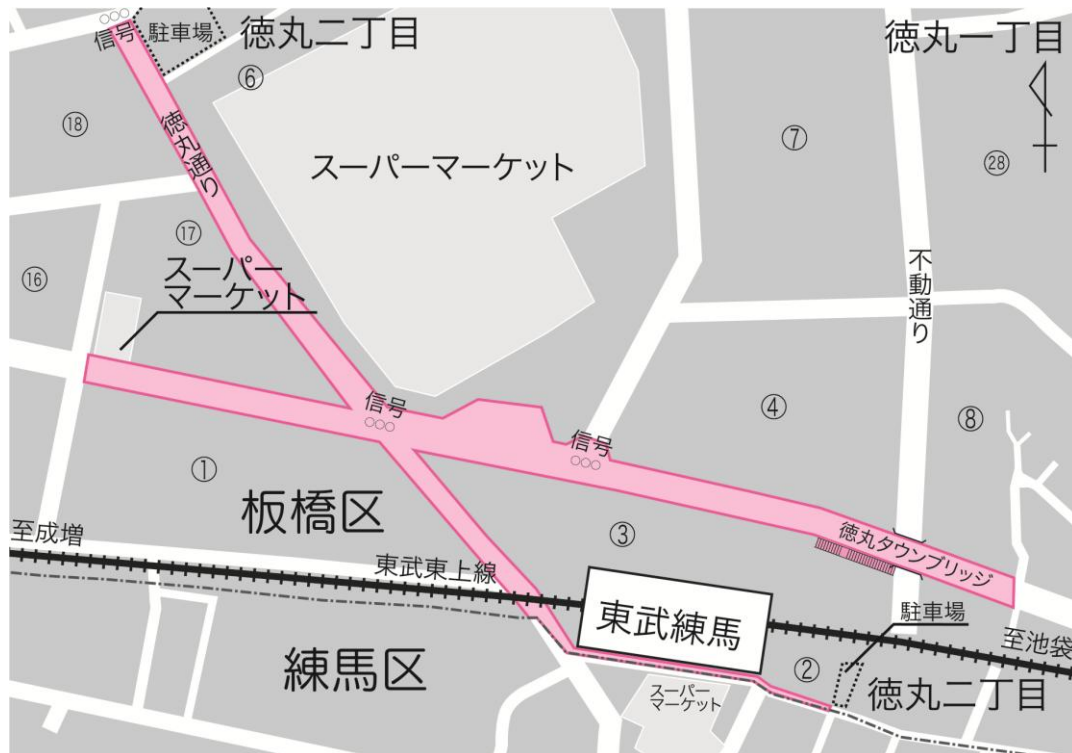 信号
駐車場
徳丸二丁目
徳丸一丁目
⑥
⑱
徳丸通り
スーパーマーケット
⑦
㉘
⑰
スーパー
マーケット
⑯
不動通り
信号
④
⑧
信号
①
板橋区
③
徳丸タウンブリッジ
至成増
東武東上線
東武練馬
駐車場
至池袋
練馬区
②
徳丸二丁目
スーパー
マーケット